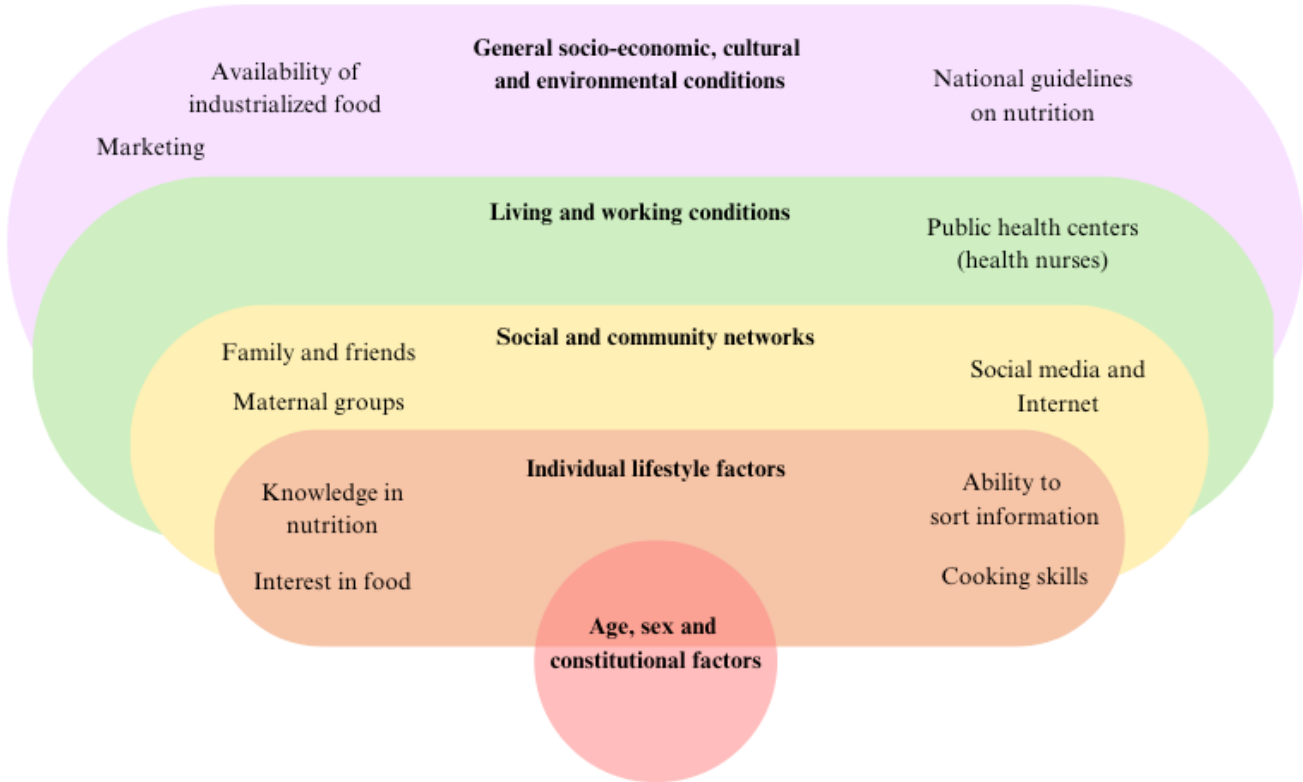 General socio-economic, cultural
and environmental conditions
Availability of
industrialized food
Marketing
National guidelines
on nutrition
Living and working conditions
Public health centers
(health nurses)
Social and community networks
Family and friends
Maternal groups
Social media and
Internet
Individual lifestyle factors
Knowledge in
nutrition
Interest in food
Ability to
sort information
Cooking skills
Age, sex and
constitutional factors